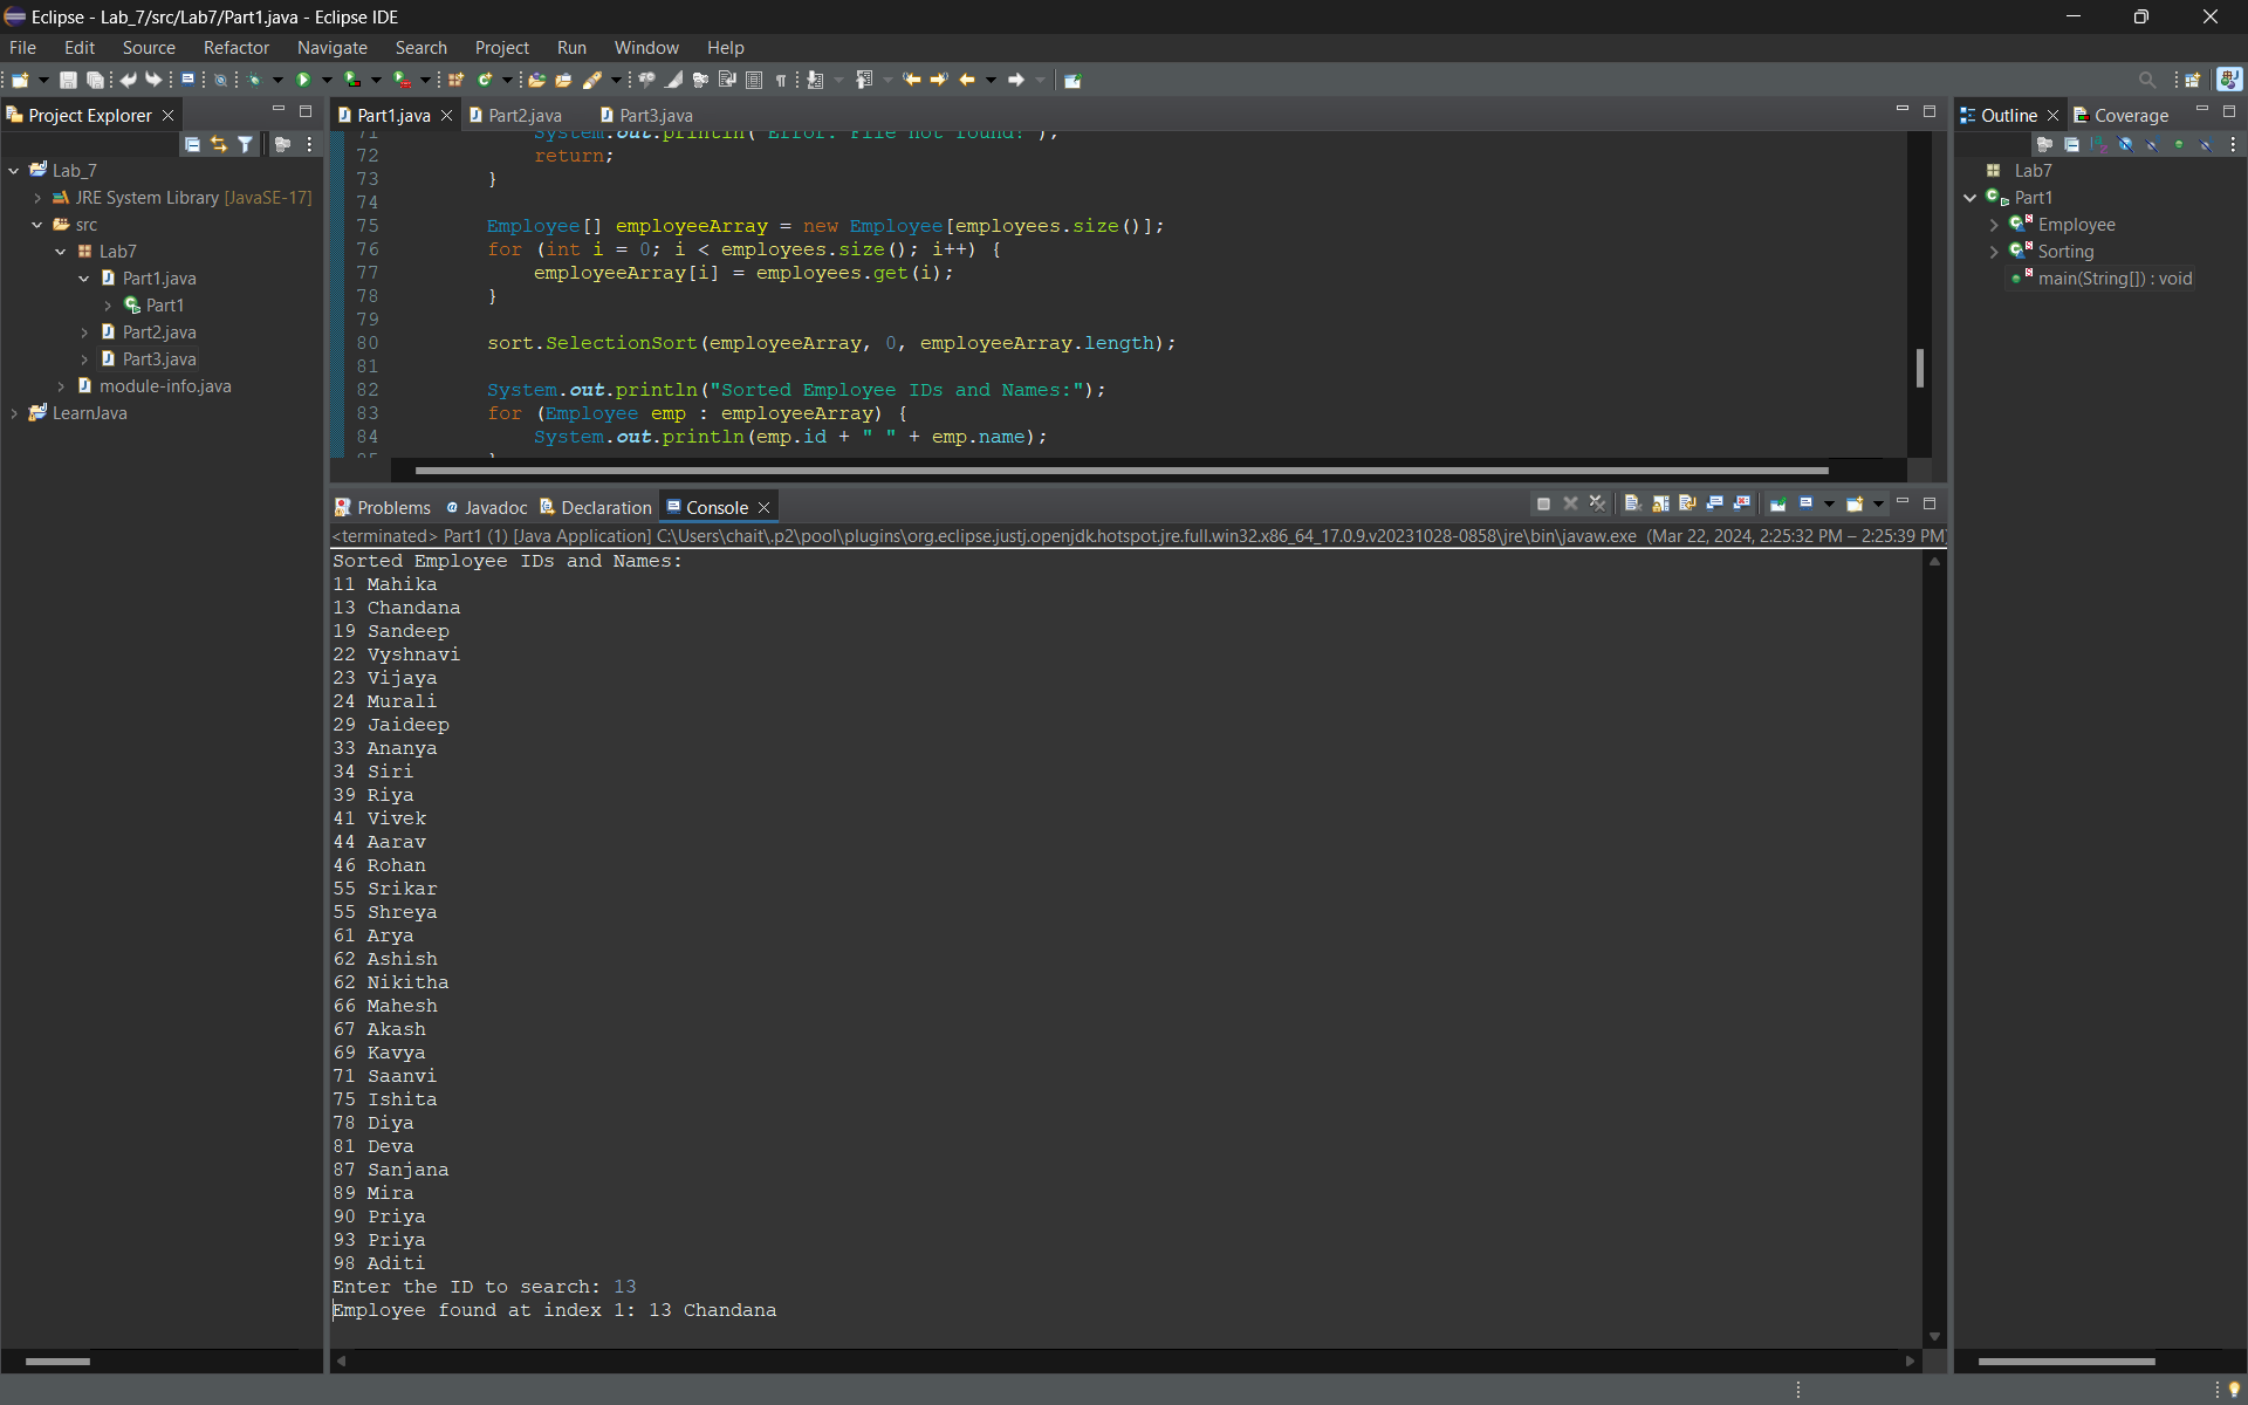 Eclipse - Lab_7/src/Lab7/Part1.java - Eclipse IDE
File Edit Source Refactor Navigate Search Project Run Window Help
Project Explorer
Lab_7
JRE System Library [JavaSE-17]
src
Lab7
Part1.java
Part1
Part2.java
Part3.java
module-info.java
LearnJava
Part1.java Part2.java Part3.java
71 System.out.println("Error: File not found!");
72 return;
73 }
74
75 Employee[] employeeArray = new Employee[employees.size()];
76 for (int i = 0; i < employees.size(); i++) {
77 employeeArray[i] = employees.get(i);
78 }
79
80 sort.SelectionSort(employeeArray, 0, employeeArray.length);
81
82 System.out.println("Sorted Employee IDs and Names:");
83 for (Employee emp : employeeArray) {
84 System.out.println(emp.id + " " + emp.name);
85 }
Problems Javadoc Declaration Console
<terminated> Part1 (1) [Java Application] C:\Users\chait\.p2\pool\plugins\org.eclipse.justj.openjdk.hotspot.jre.full.win32.x86_64_17.0.9.v20231028-0858\jre\bin\javaw.exe (Mar 22, 2024, 2:25:32 PM – 2:25:39 PM)
Sorted Employee IDs and Names:
11 Mahika
13 Chandana
19 Sandeep
22 Vyshnavi
23 Vijaya
24 Murali
29 Jaideep
33 Ananya
34 Siri
39 Riya
41 Vivek
44 Aarav
46 Rohan
55 Srikar
55 Shreya
61 Arya
62 Ashish
62 Nikitha
66 Mahesh
67 Akash
69 Kavya
71 Saanvi
75 Ishita
78 Diya
81 Deva
87 Sanjana
89 Mira
90 Priya
93 Priya
98 Aditi
Enter the ID to search: 13
Employee found at index 1: 13 Chandana
Outline Coverage
Lab7
Part1
Employee
Sorting
main(String[]) : void